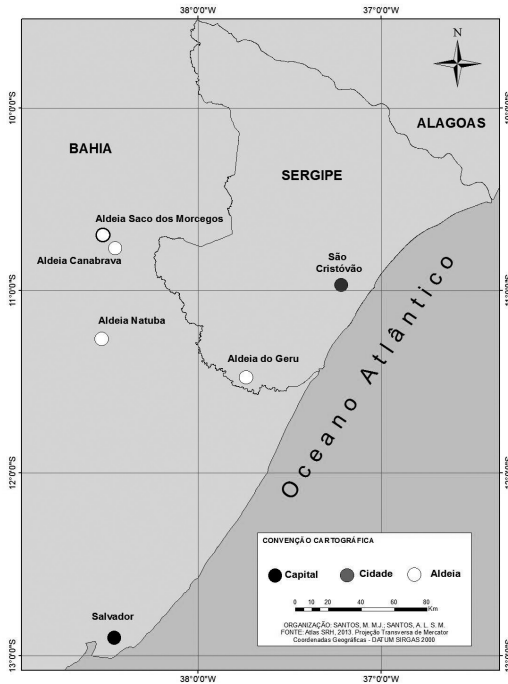 38°0'0"W 37°0'0"W
N
10°0'0"S
ALAGOAS
BAHIA
SERGIPE
Aldeia Saco dos Morcegos
Aldeia Canabrava
São
Cristóvão
11°0'0"S
Aldeia Natuba
Aldeia do Geru
Oceano Atlântico
12°0'0"S
CONVENÇÃO CARTOGRÁFICA
Capital Cidade Aldeia
0 10 20 40 60 80
Km
ORGANIZAÇÃO: SANTOS, M. M.J.; SANTOS, A. L. S. M.
FONTE: Atlas SRH, 2013. Projeção Transversa de Mercator
Coordenadas Geográficas - DATUM SIRGAS 2000
Salvador
13°0'0"S
38°0'0"W 37°0'0"W